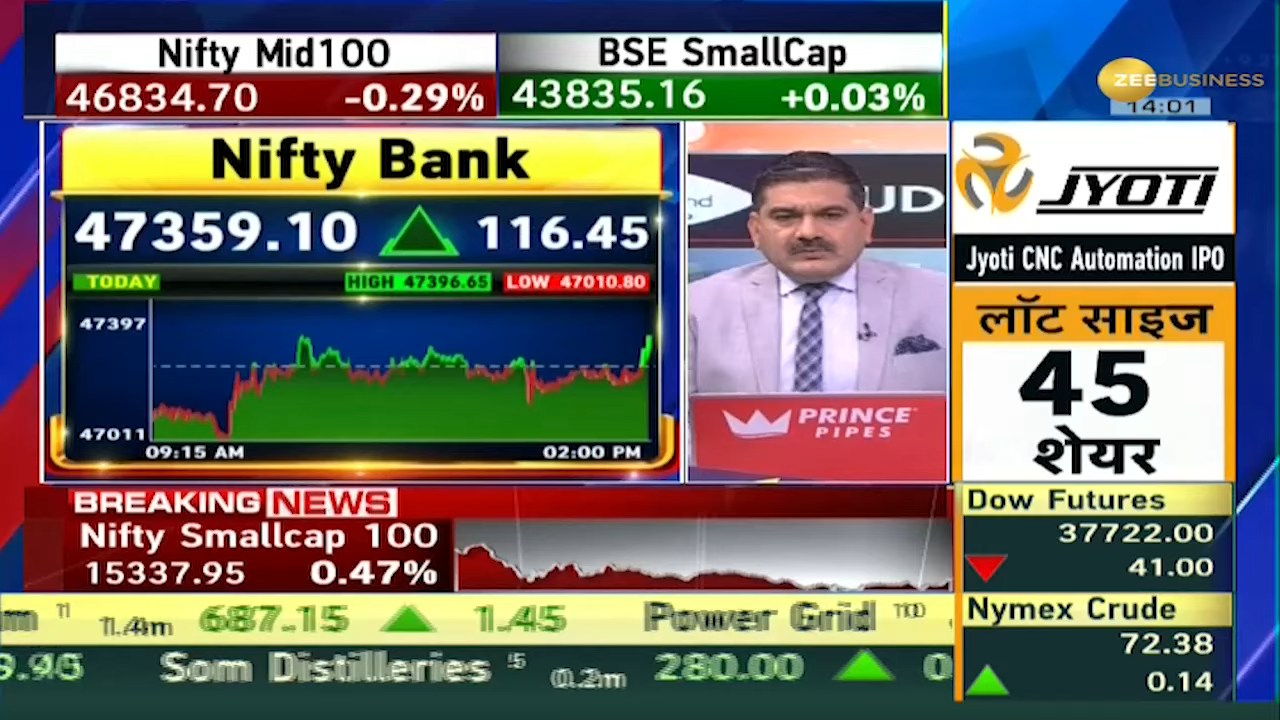 Nifty Mid100
46834.70 -0.29%
BSE SmallCap
43835.16 +0.03%
ZEEBUSINESS
14:01
Nifty Bank
47359.10 116.45
TODAY HIGH 47396.65 LOW 47010.80
47397
47011
09:15 AM 02:00 PM
UD
PRINCE
PIPES
JYOTI
Jyoti CNC Automation IPO
लॉट साइज
45
शेयर
BREAKING NEWS
Nifty Smallcap 100
15337.95 0.47%
Dow Futures
37722.00
41.00
Nymex Crude
72.38
0.14
1.4m 687.15 1.45 Power Grid
Som Distilleries (0.2m 280.00